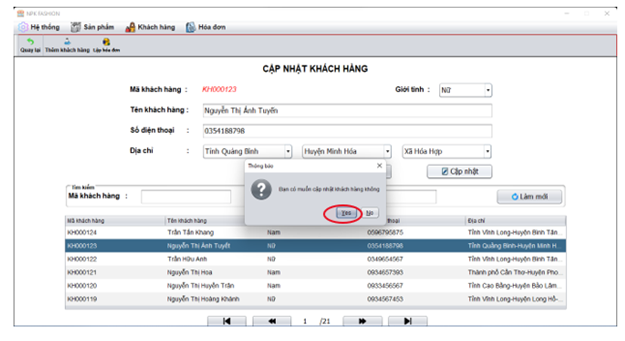 NPK FASHION
Hệ thống Sản phẩm Khách hàng Hóa đơn
Quay lại Thêm khách hàng Lập hóa đơn
CẬP NHẬT KHÁCH HÀNG
Mã khách hàng : KH000123 Giới tính : Nữ
Tên khách hàng : Nguyễn Thị Ánh Tuyến
Số điện thoại : 0354188798
Địa chỉ : Tỉnh Quảng Bình Huyện Minh Hóa Xã Hóa Hợp
Thông báo
Cập nhật
Bạn có muốn cập nhật khách hàng không
Yes No
Tìm kiếm
Mã khách hàng : Làm mới
Mã khách hàng Tên khách hàng thoại Địa chỉ
KH000124 Trần Tấn Khang Nam 0596795875 Tỉnh Vĩnh Long-Huyện Bình Tân...
KH000123 Nguyễn Thị Ánh Tuyết Nữ 0354188798 Tỉnh Quảng Bình-Huyện Minh H...
KH000122 Trần Hữu Anh Nữ 0349654567 Tỉnh Vĩnh Long-Huyện Bình Tân...
KH000121 Nguyễn Thị Hoa Nam 0934657393 Thành phố Cần Thơ-Huyện Pho...
KH000120 Nguyễn Thị Huyền Trân Nam 0933456567 Tỉnh Cao Bằng-Huyện Bảo Lâm...
KH000119 Nguyễn Thị Hoàng Khánh Nữ 0934567453 Tỉnh Vĩnh Long-Huyện Long Hồ-...
1 /21